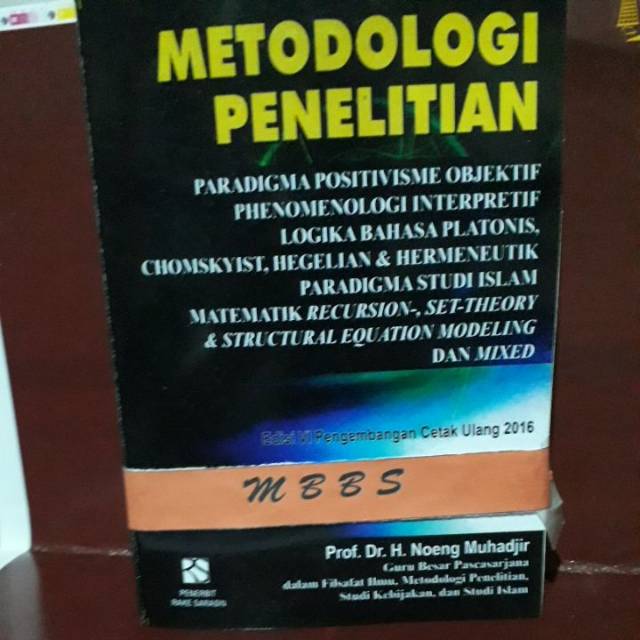 METODOLOGI
PENELITIAN
PARADIGMA POSITIVISME OBJEKTIF
PHENOMENOLOGI INTERPRETIF
LOGIKA BAHASA PLATONIS,
CHOMSKYIST, HEGELIAN & HERMENEUTIK
PARADIGMA STUDI ISLAM
MATEMATIK RECURSION-, SET-THEORY
& STRUCTURAL EQUATION MODELING
DAN MIXED
Edisi VI Pengembangan Cetak Ulang 2016
MBBS
Prof. Dr. H. Noeng Muhadjir
Guru Besar Pascasarjana
dalam Filsafat Ilmu, Metodologi Penelitian,
Studi Kebijakan, dan Studi Islam
PENERBIT
RAKE SARASIN